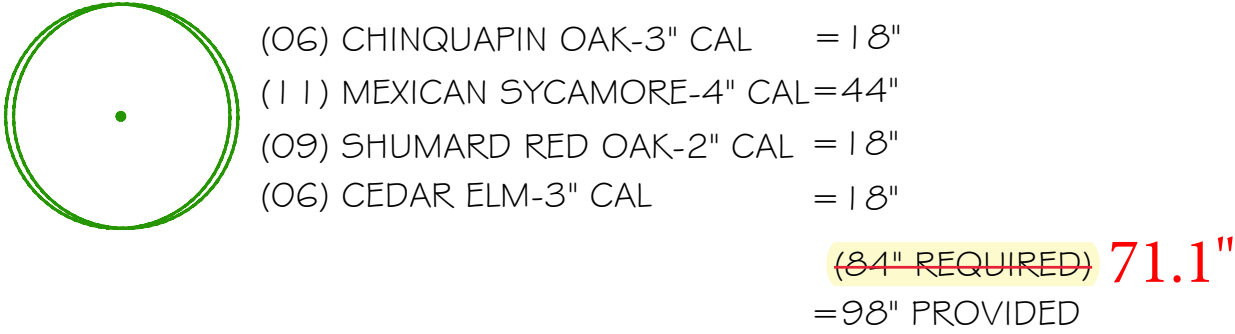 (06) CHINQUAPIN OAK-3" CAL =18"
(11) MEXICAN SYCAMORE-4" CAL=44"
(09) SHUMARD RED OAK-2" CAL =18"
(06) CEDAR ELM-3" CAL =18"
(84" REQUIRED) 71.1"
=98" PROVIDED